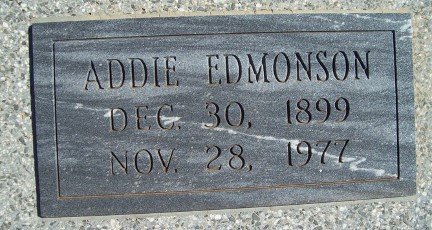 ADDIE EDMONSON
DEC. 30, 1899
NOV. 28, 1977